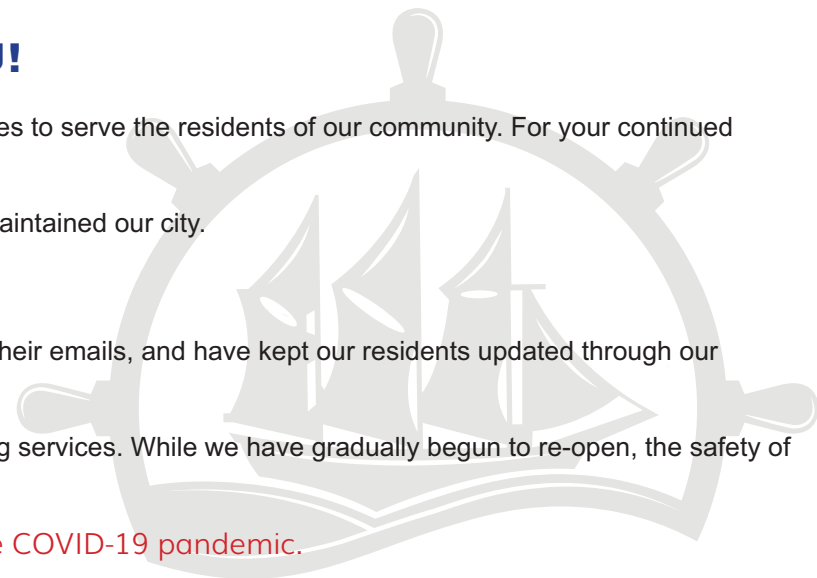 U!
es to serve the residents of our community. For your continued
aintained our city.
heir emails, and have kept our residents updated through our
g services. While we have gradually begun to re-open, the safety of
e COVID-19 pandemic.